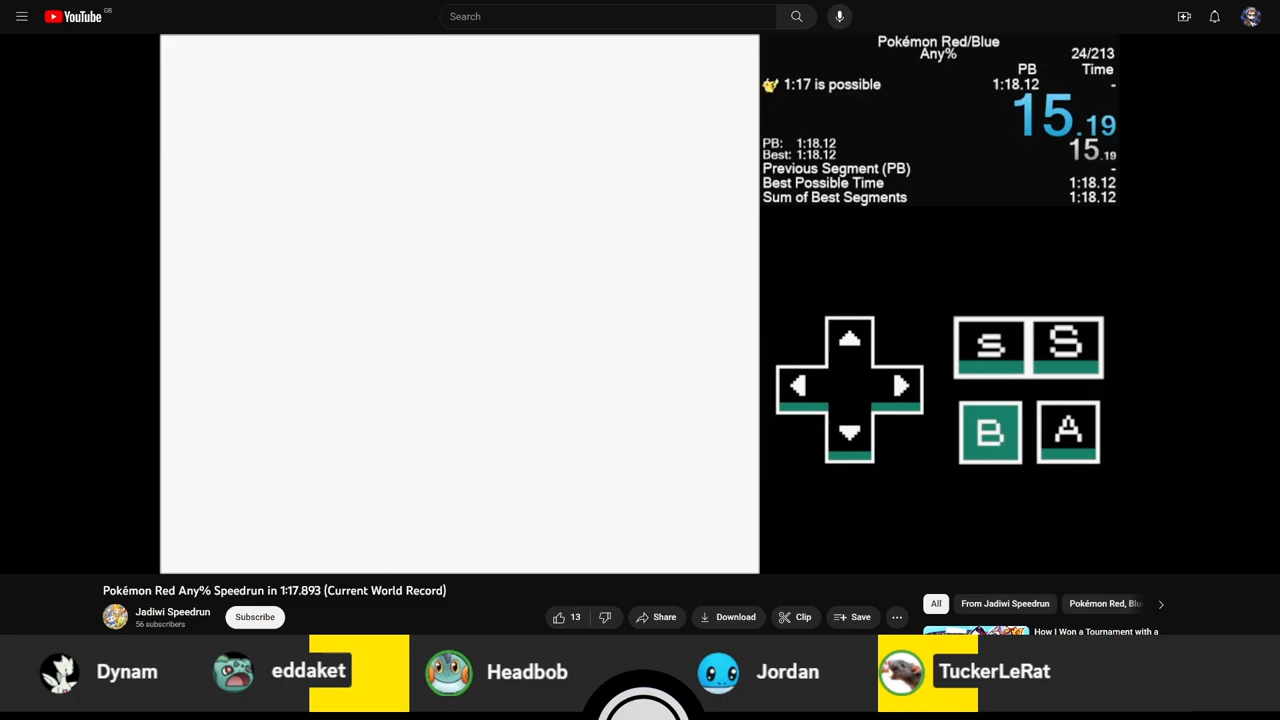 YouTube GB
Search
Pokémon Red/Blue
Any%
24/213
PB Time
1:17 is possible 1:18.12 -
15.19
PB: 1:18.12
Best: 1:18.12
15.19
Previous Segment (PB) -
Best Possible Time 1:18.12
Sum of Best Segments 1:18.12
s S
B A
Pokémon Red Any% Speedrun in 1:17.893 (Current World Record)
Jadiwi Speedrun
56 subscribers
Subscribe
13
Share
Download
Clip
Save
All
From Jadiwi Speedrun
Pokémon Red, Blu
How I Won a Tournament with a
Dynam
eddaket
Headbob
Jordan
TuckerLeRat